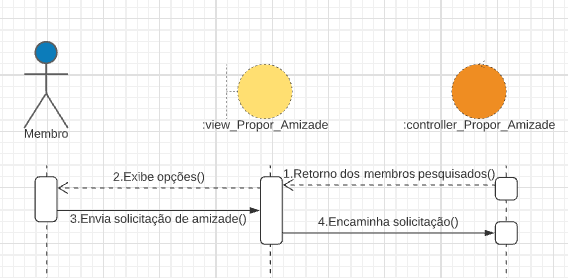 Membro
:view_Propor_Amizade
:controller_Propor_Amizade
1.Retorno dos membros pesquisados()
2.Exibe opções()
3.Envia solicitação de amizade()
4.Encaminha solicitação()